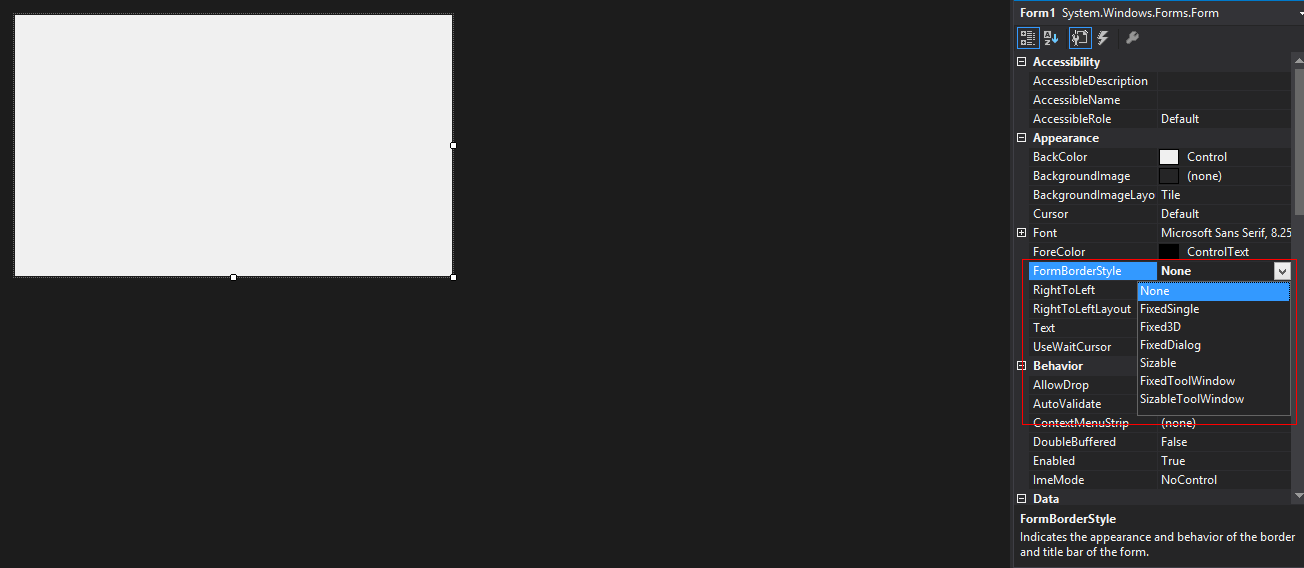 Form1 System.Windows.Forms.Form
Accessibility
AccessibleDescription
AccessibleName
AccessibleRole Default
Appearance
BackColor Control
BackgroundImage (none)
BackgroundImageLayo Tile
Cursor Default
Font Microsoft Sans Serif, 8.25
ForeColor ControlText
FormBorderStyle None
RightToLeft None
RightToLeftLayout FixedSingle
Text Fixed3D
UseWaitCursor FixedDialog
Behavior Sizable
AllowDrop FixedToolWindow
AutoValidate SizableToolWindow
ContextMenuStrip (none)
DoubleBuffered False
Enabled True
ImeMode NoControl
Data
FormBorderStyle
Indicates the appearance and behavior of the border
and title bar of the form.